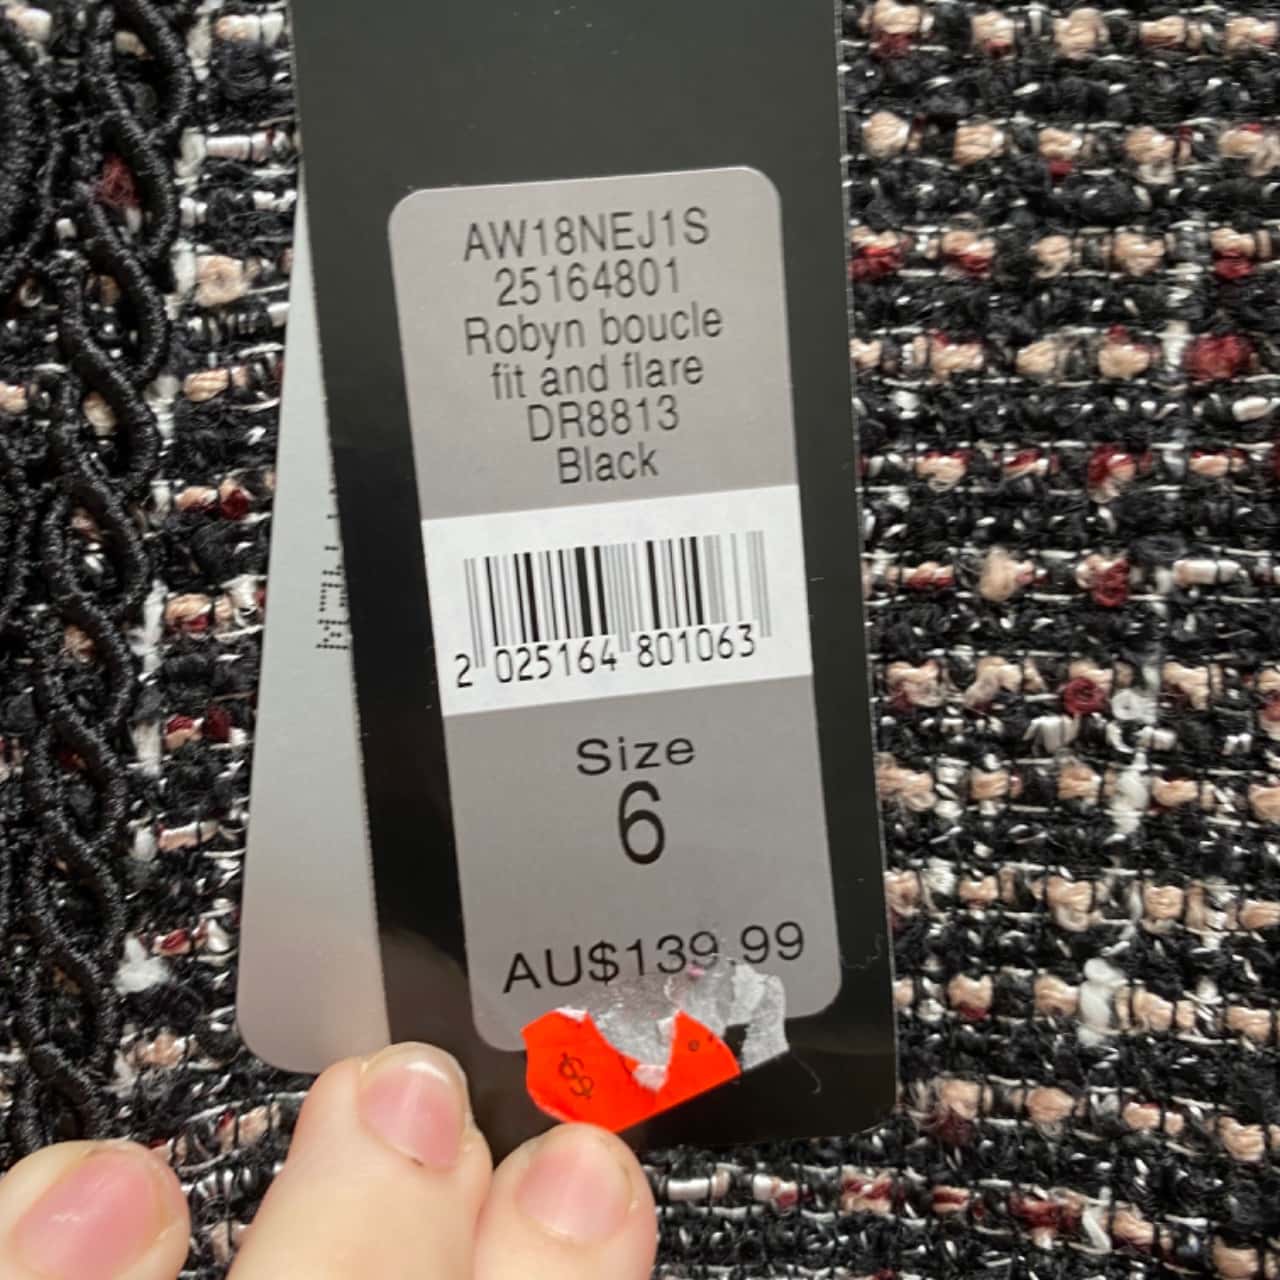 AW18NEJ1S
25164801
Robyn boucle
fit and flare
DR8813
Black
2 025164 801063
Size
6
AU$139.99
$